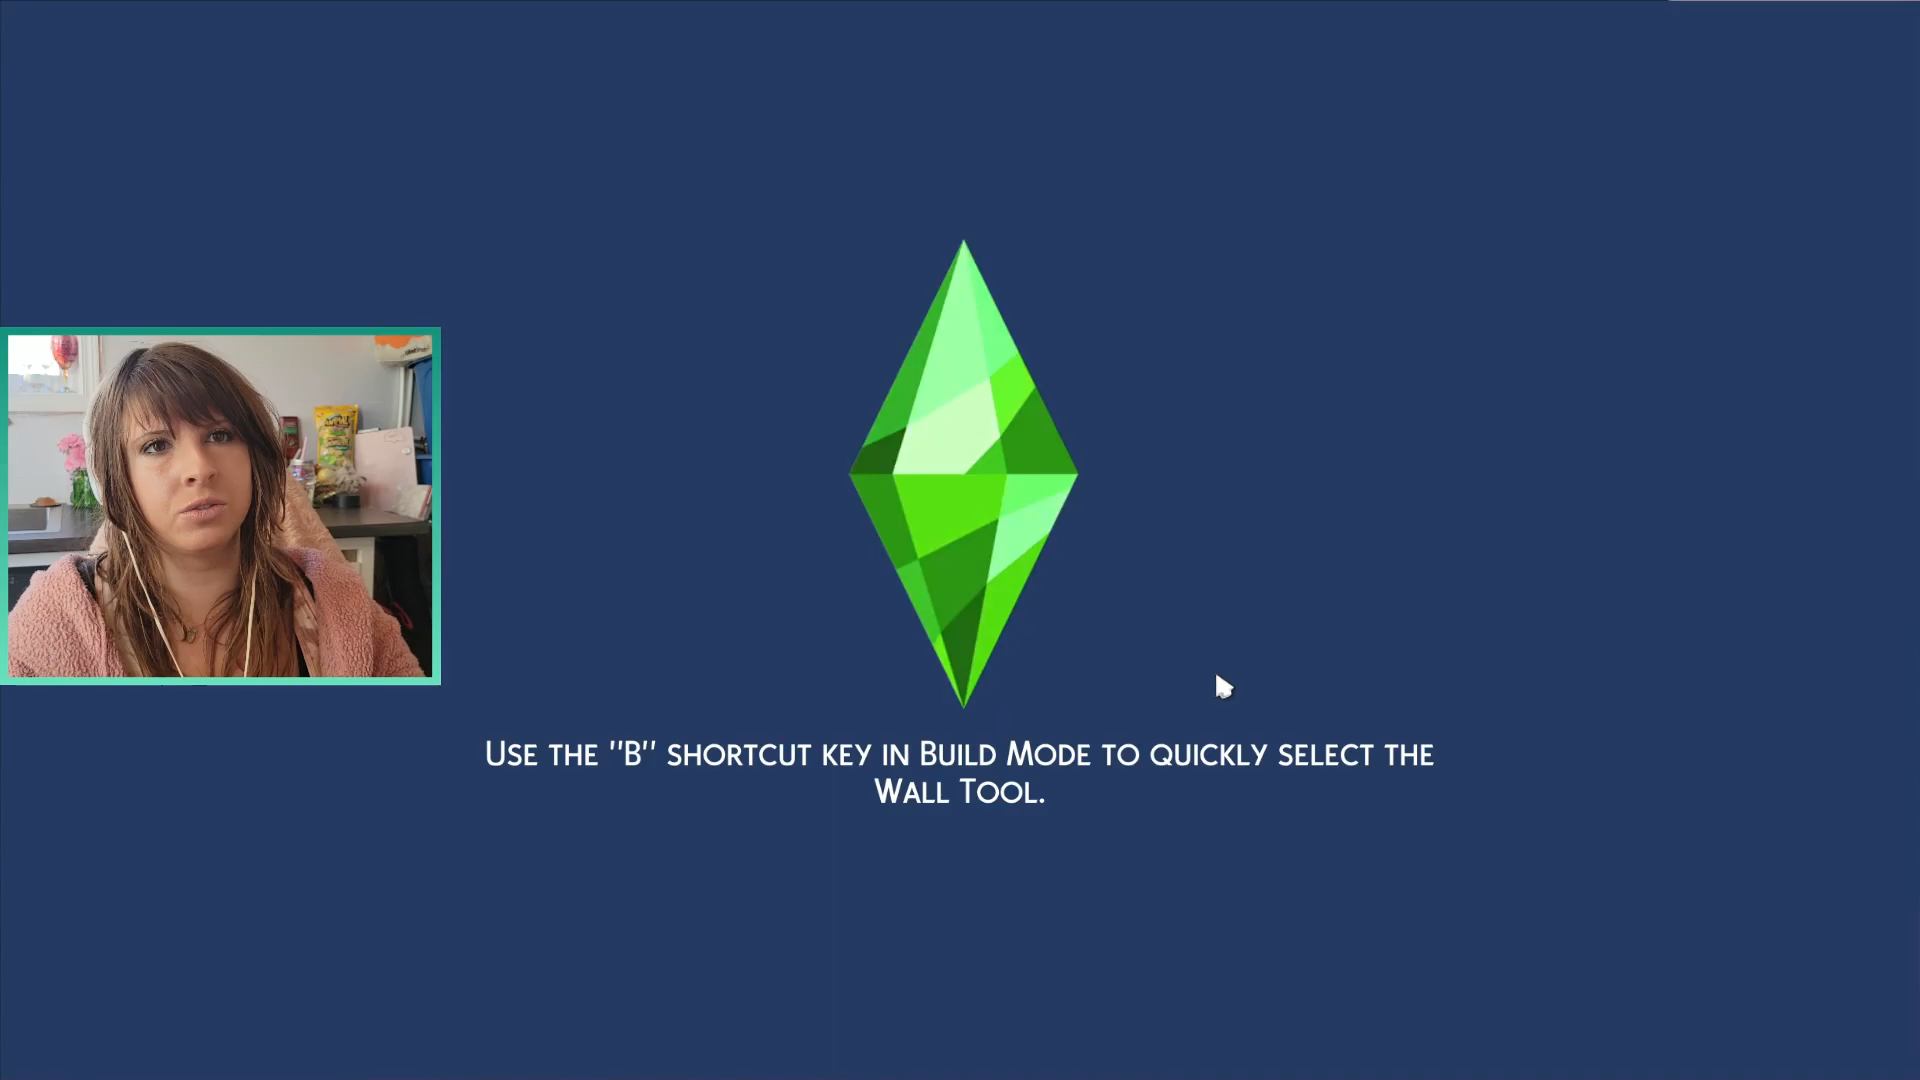 Use the "B" shortcut key in Build Mode to quickly select the
Wall Tool.